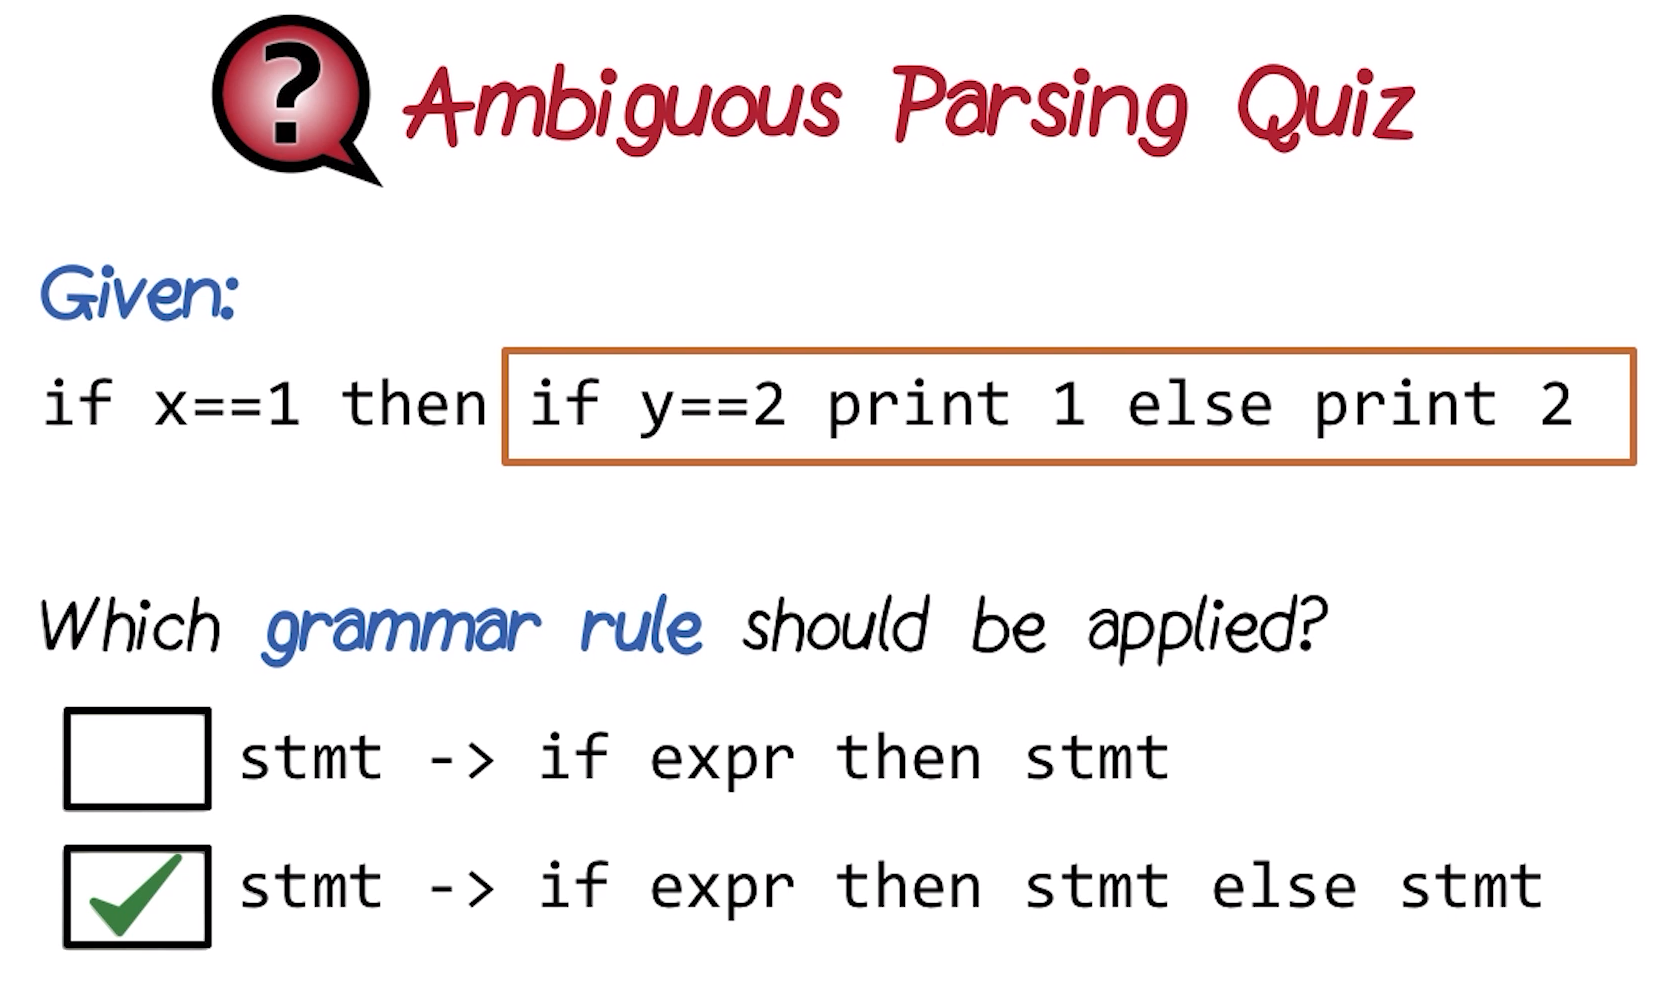 ?
Ambiguous Parsing Quiz
Given:
if x==1 then if y==2 print 1 else print 2
Which grammar rule should be applied?
stmt -> if expr then stmt
stmt -> if expr then stmt else stmt